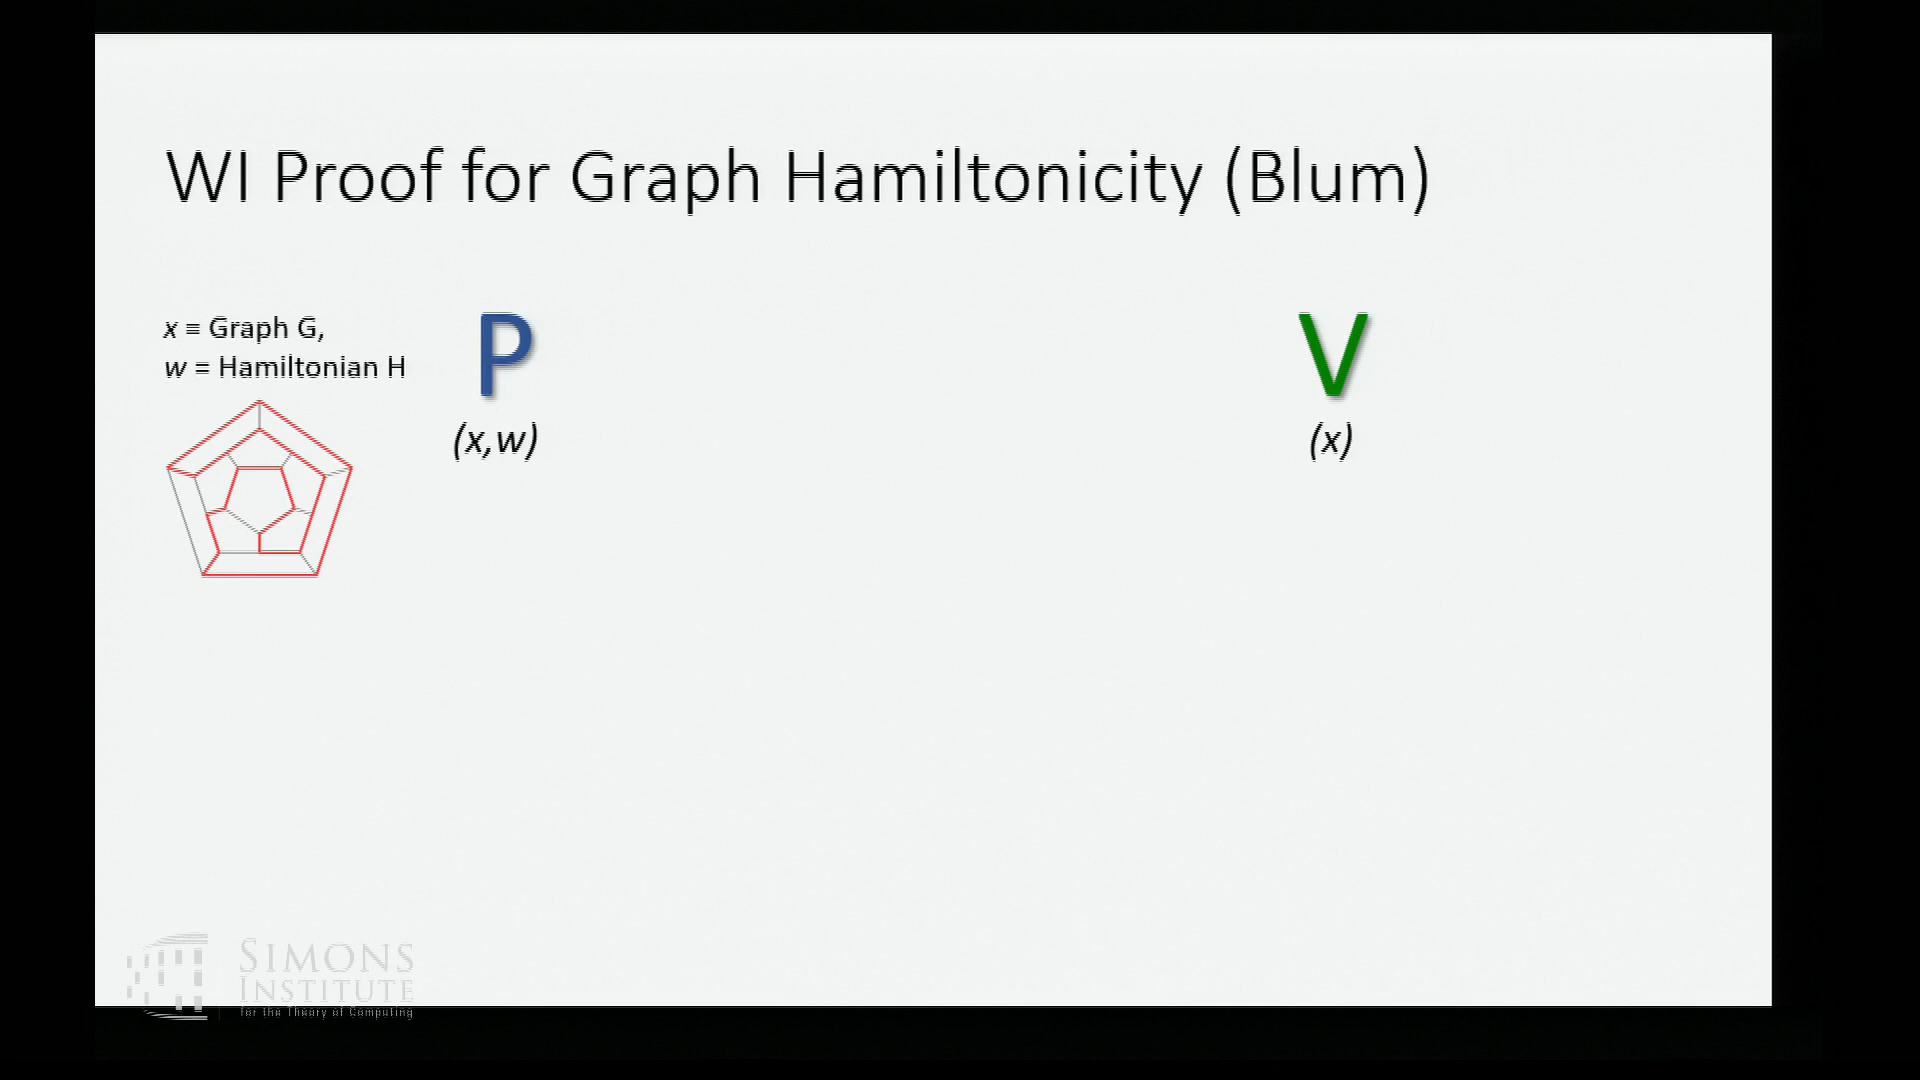 WI Proof for Graph Hamiltonicity (Blum)
x = Graph G,
w = Hamiltonian H
P
V
(x,w)
(x)
SIMONS
INSTITUTE
for the Theory of Computing